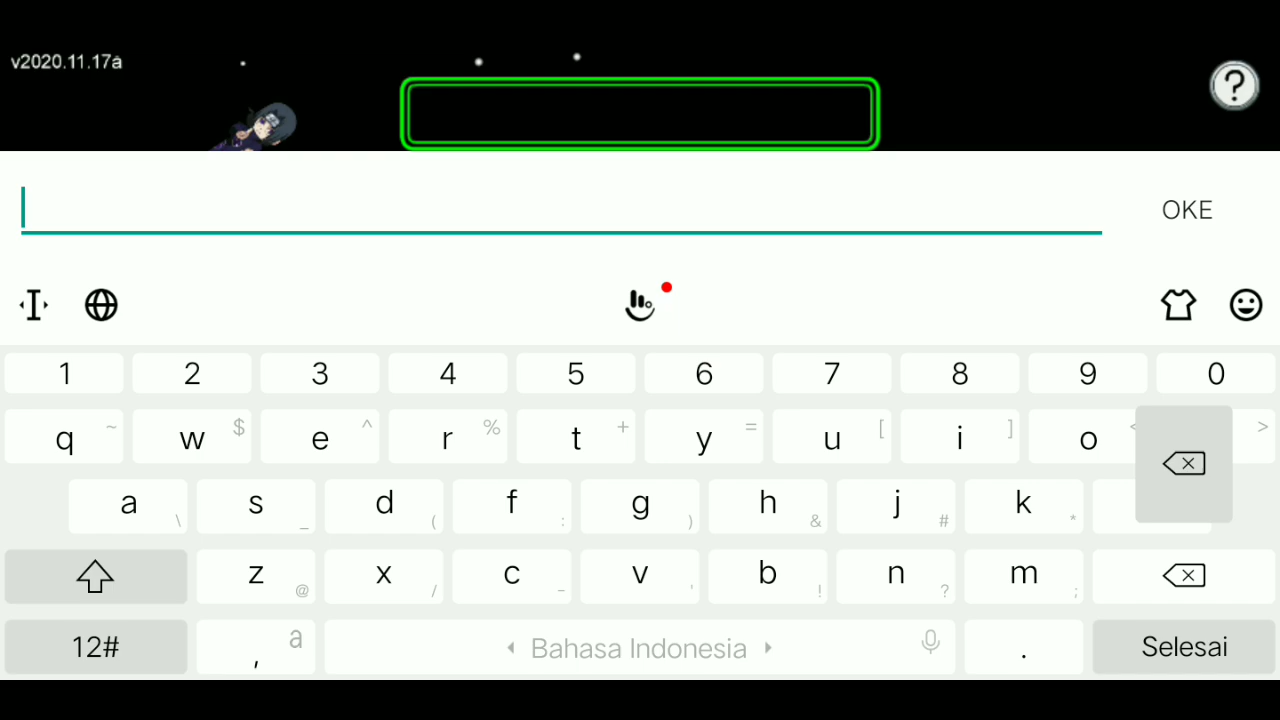 v2020.11.17a
?
OKE
1 2 3 4 5 6 7 8 9 0
q ~ w $ e ^ r % t + y = u [ i ] o < >
a \ s _ d ( f : g ) h & j # k *
z @ x / c - v ' b ! n ? m ;
12# , a Bahasa Indonesia . Selesai